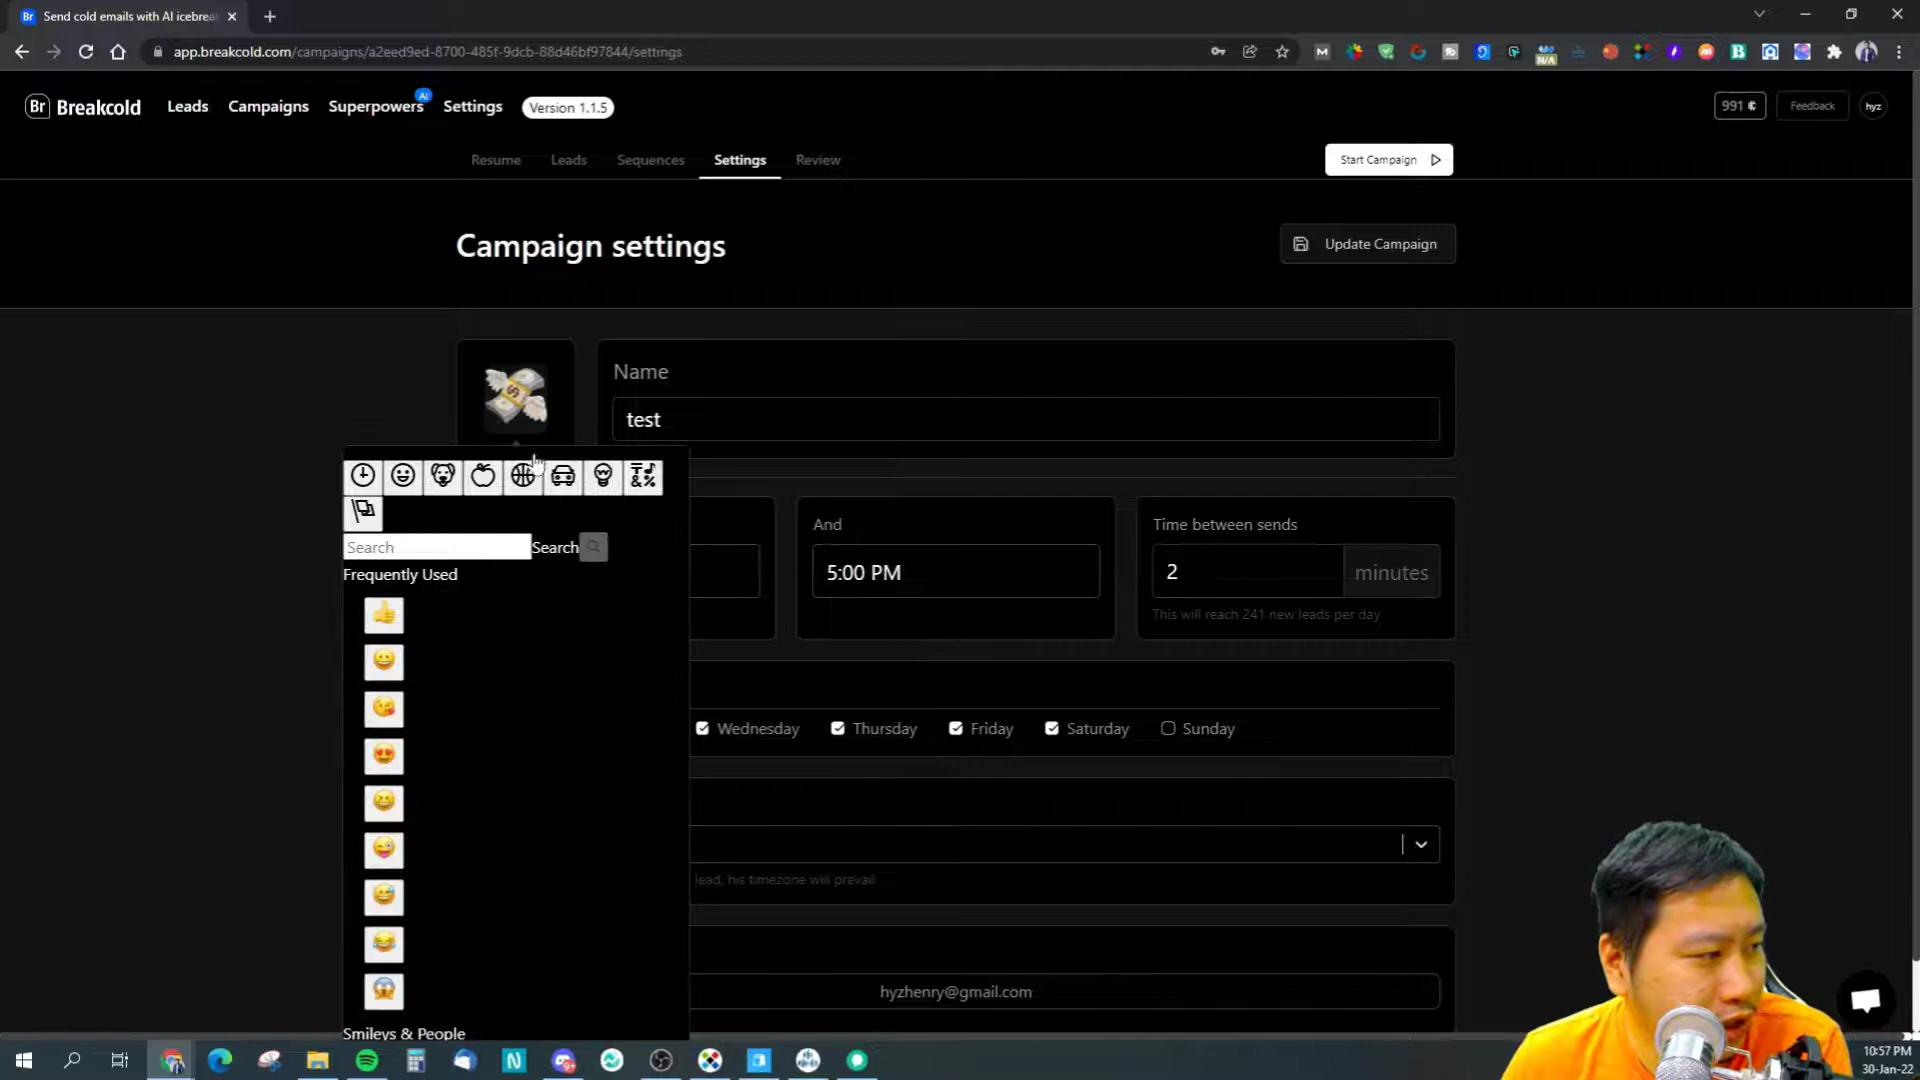 Send cold emails with AI icebrea
app.breakcold.com/campaigns/a2eed9ed-8700-485f-9dcb-88d46bf97844/settings
N/A
Br Breakcold Leads Campaigns Superpowers AI Settings Version 1.1.5 991 Feedback hyz
Resume Leads Sequences Settings Review Start Campaign
Campaign settings Update Campaign
Name
test
And Time between sends
5:00 PM 2 minutes
This will reach 241 new leads per day
Search Search
Frequently Used
Wednesday Thursday Friday Saturday Sunday
lead, his timezone will prevail
hyzhenry@gmail.com
Smileys & People
10:57 PM
30-Jan-22